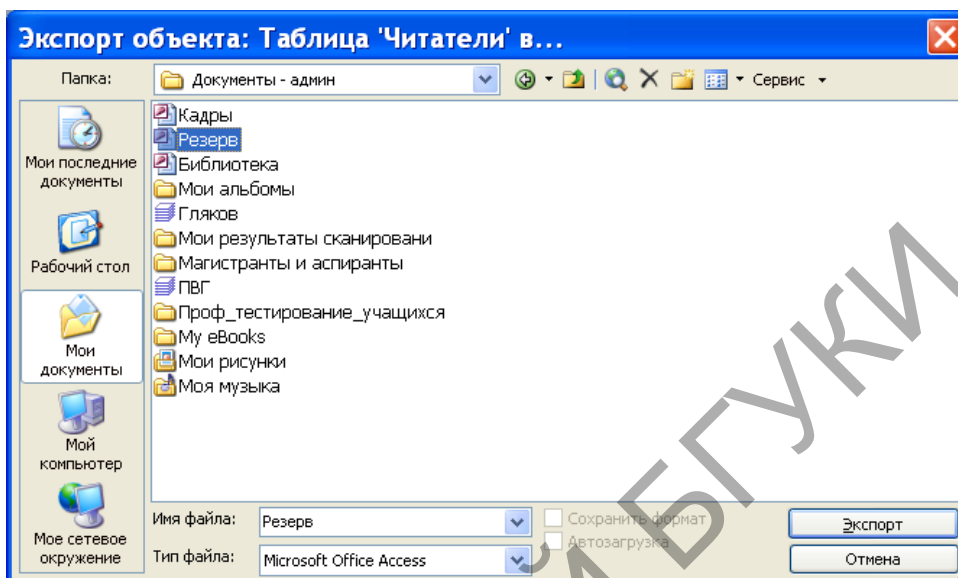 Экспорт объекта: Таблица 'Читатели' в...
Папка:
Документы - админ
Сервис
Мои последние
документы
Рабочий стол
Мои
документы
Мой
компьютер
Мое сетевое
окружение
Кадры
Резерв
Библиотека
Мои альбомы
Гляков
Мои результаты сканировани
Магистранты и аспиранты
ПВГ
Проф_тестирование_учащихся
My eBooks
Мои рисунки
Моя музыка
Имя файла:
Резерв
Сохранить формат
Экспорт
Тип файла:
Microsoft Office Access
Автозагрузка
Отмена
БГУКИ